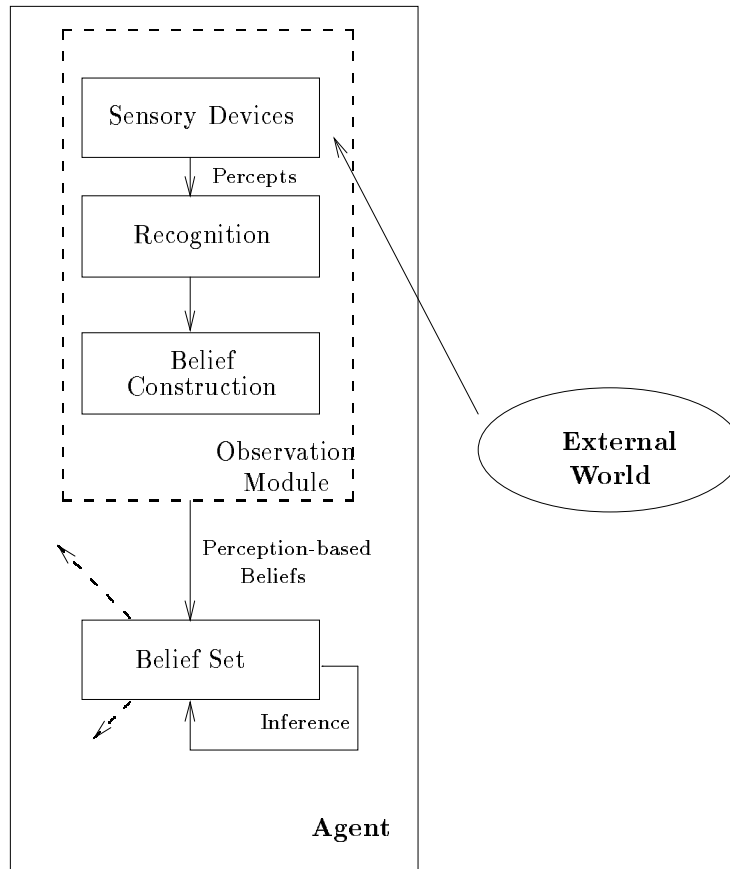 Sensory Devices
Percepts
Recognition
Belief
Construction
Observation
Module
External
World
Perception-based
Beliefs
Belief Set
Inference
Agent